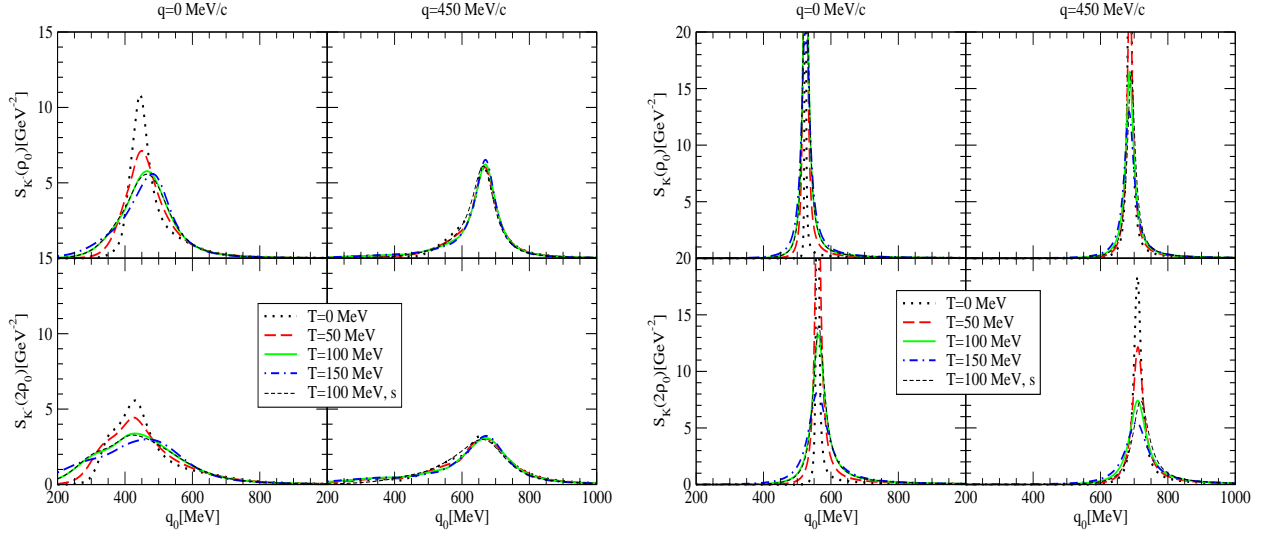 q=0 MeV/c q=450 MeV/c q=0 MeV/c q=450 MeV/c
15 20
10 15
5 10
5
S_K⁻(ρ₀)[GeV⁻²] S_K(ρ₀)[GeV⁻²]
15 20
10 15
5 10
0 5
0
S_K⁻(2ρ₀)[GeV⁻²] S_K(2ρ₀)[GeV⁻²]
T=0 MeV
T=50 MeV
T=100 MeV
T=150 MeV
T=100 MeV, s
T=0 MeV
T=50 MeV
T=100 MeV
T=150 MeV
T=100 MeV, s
200 400 600 800 200 400 600 800 1000 200 400 600 800 200 400 600 800 1000
q₀[MeV] q₀[MeV] q₀[MeV] q₀[MeV]